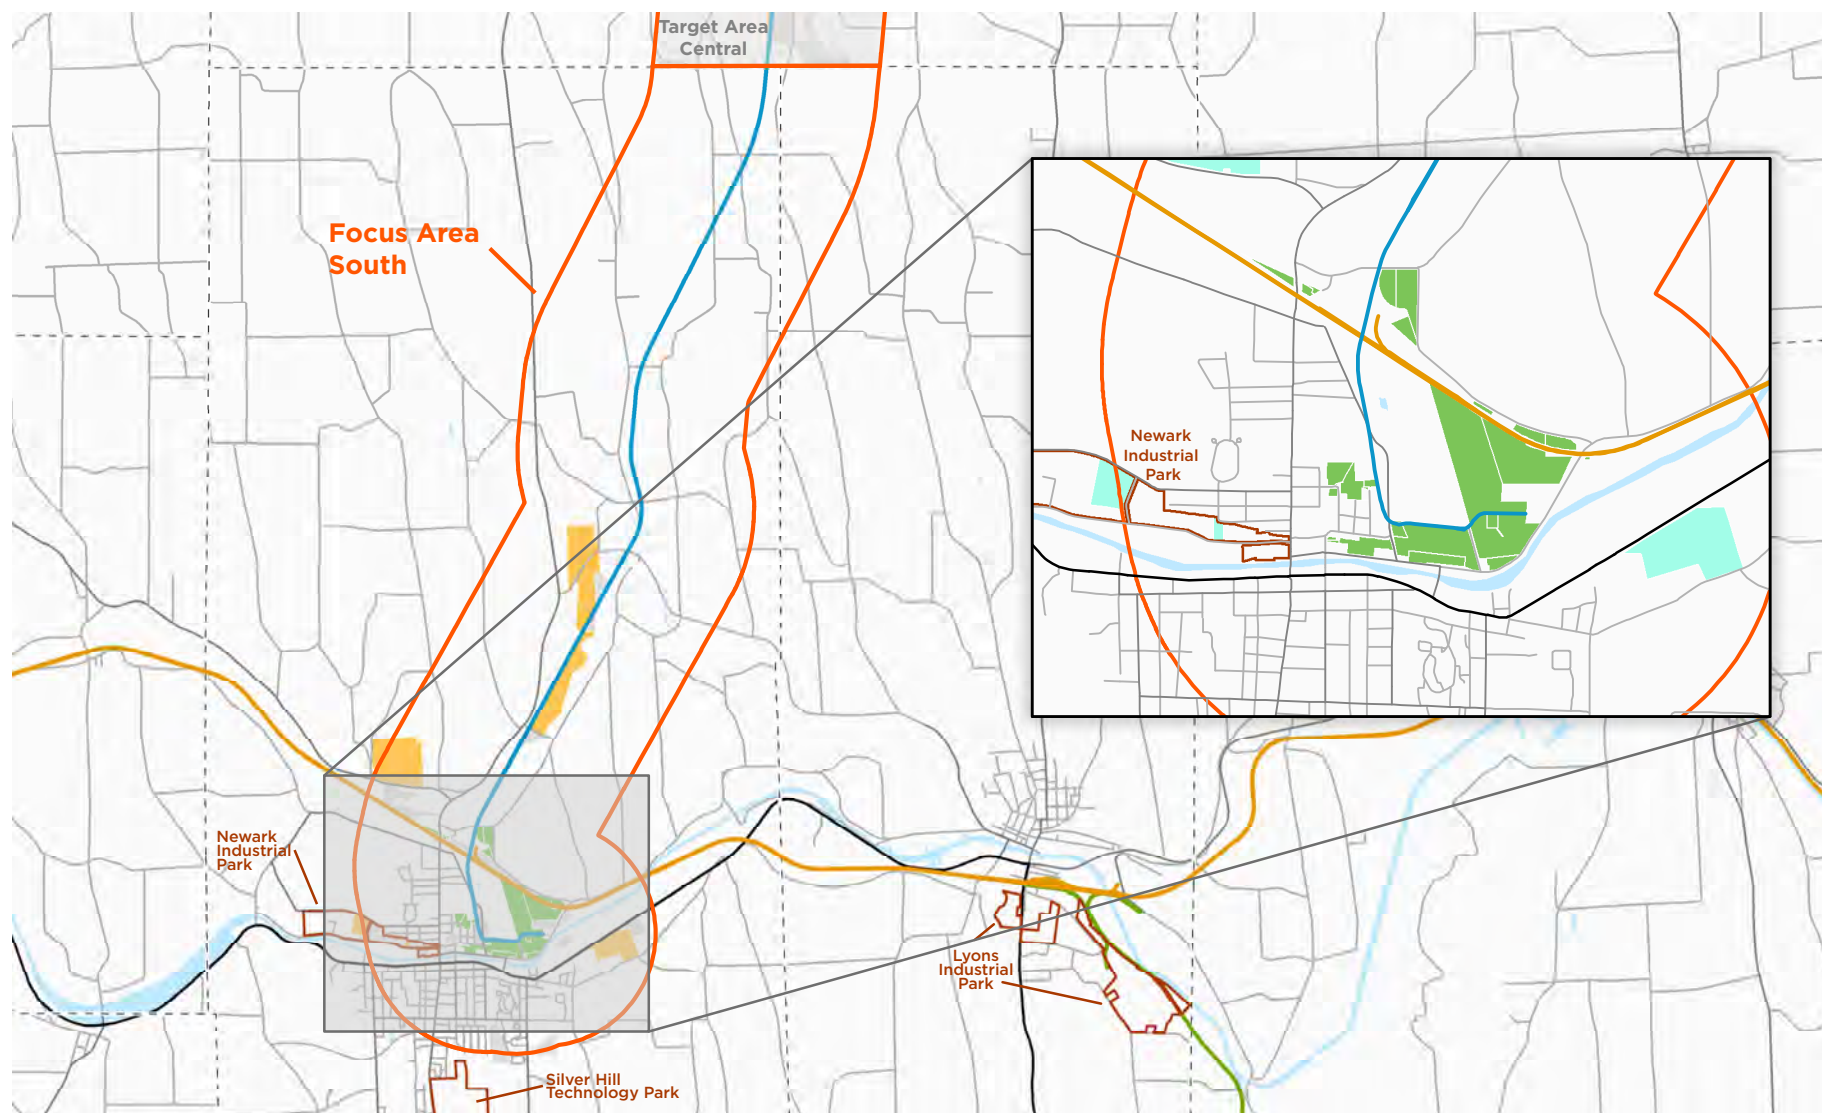 Target Area
Central
Focus Area
South
Newark
Industrial
Park
Newark
Industrial
Park
Lyons
Industrial
Park
Silver Hill
Technology Park